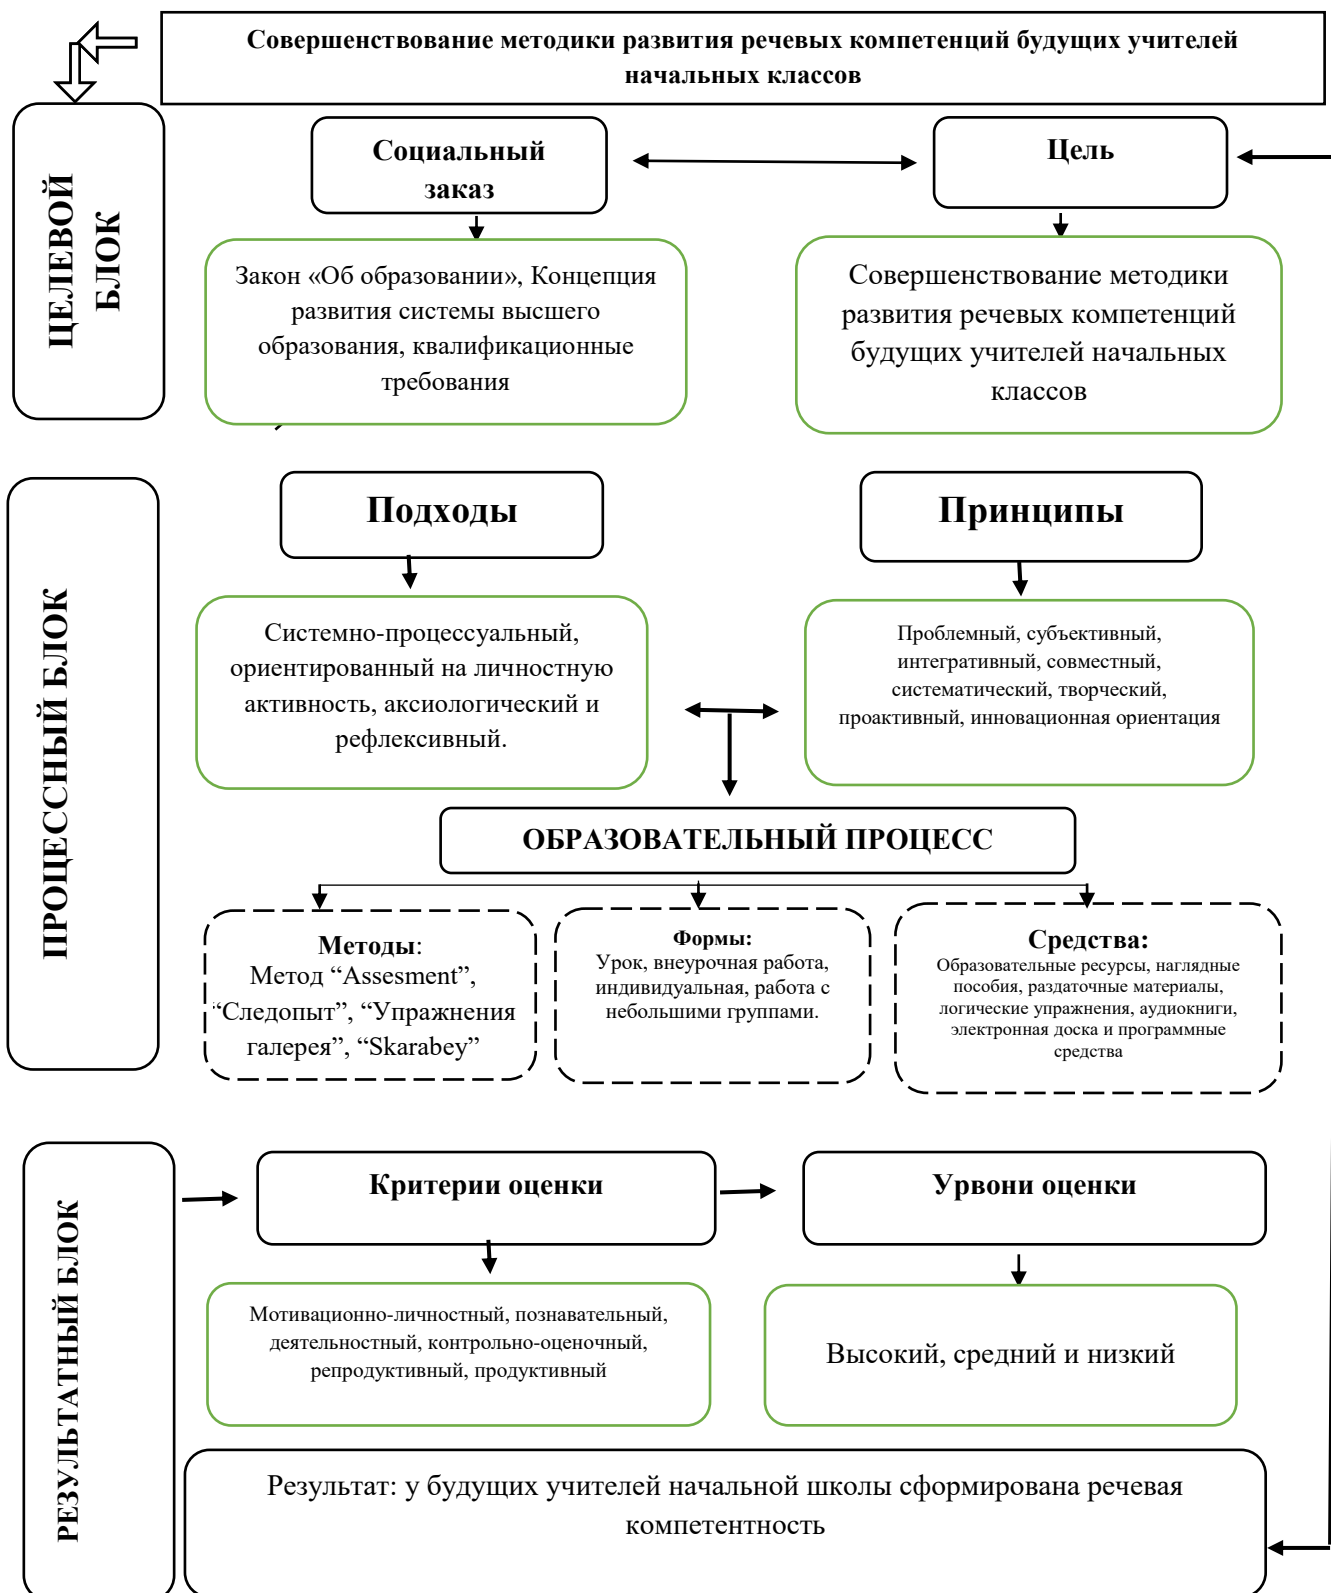 Совершенствование методики развития речевых компетенций будущих учителей
начальных классов
ЦЕЛЕВОЙ
БЛОК
Социальный
заказ
Цель
Закон «Об образовании», Концепция
развития системы высшего
образования, квалификационные
требования
Совершенствование методики
развития речевых компетенций
будущих учителей начальных
классов
ПРОЦЕССНЫЙ БЛОК
Подходы
Принципы
Системно-процессуальный,
ориентированный на личностную
активность, аксиологический и
рефлексивный.
Проблемный, субъективный,
интегративный, совместный,
систематический, творческий,
проактивный, инновационная ориентация
ОБРАЗОВАТЕЛЬНЫЙ ПРОЦЕСС
Методы:
Метод “Assesment”,
“Следопыт”, “Упражнения
галерея”, “Skarabey”
Формы:
Урок, внеурочная работа,
индивидуальная, работа с
небольшими группами.
Средства:
Образовательные ресурсы, наглядные
пособия, раздаточные материалы,
логические упражнения, аудиокниги,
электронная доска и программные
средства
РЕЗУЛЬТАТНЫЙ БЛОК
Критерии оценки
Урвони оценки
Мотивационно-личностный, познавательный,
деятельностный, контрольно-оценочный,
репродуктивный, продуктивный
Высокий, средний и низкий
Результат: у будущих учителей начальной школы сформирована речевая
компетентность